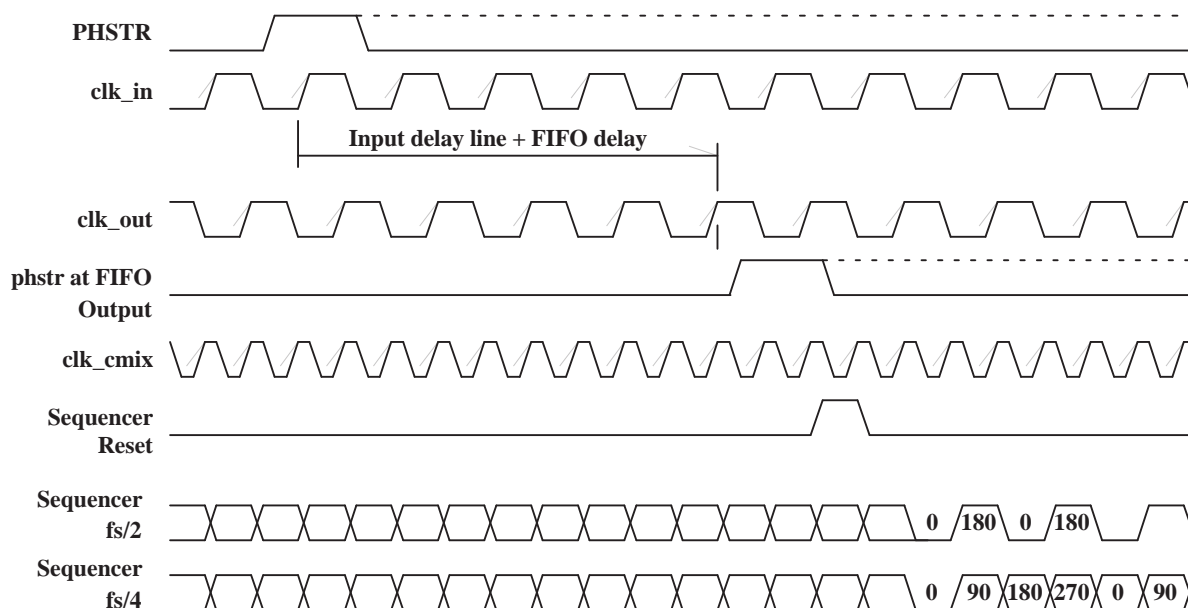 PHSTR
clk_in
Input delay line + FIFO delay
clk_out
phstr at FIFO
Output
clk_cmix
Sequencer
Reset
Sequencer
fs/2
0 180 0 180
Sequencer
fs/4
0 90 180 270 0 90